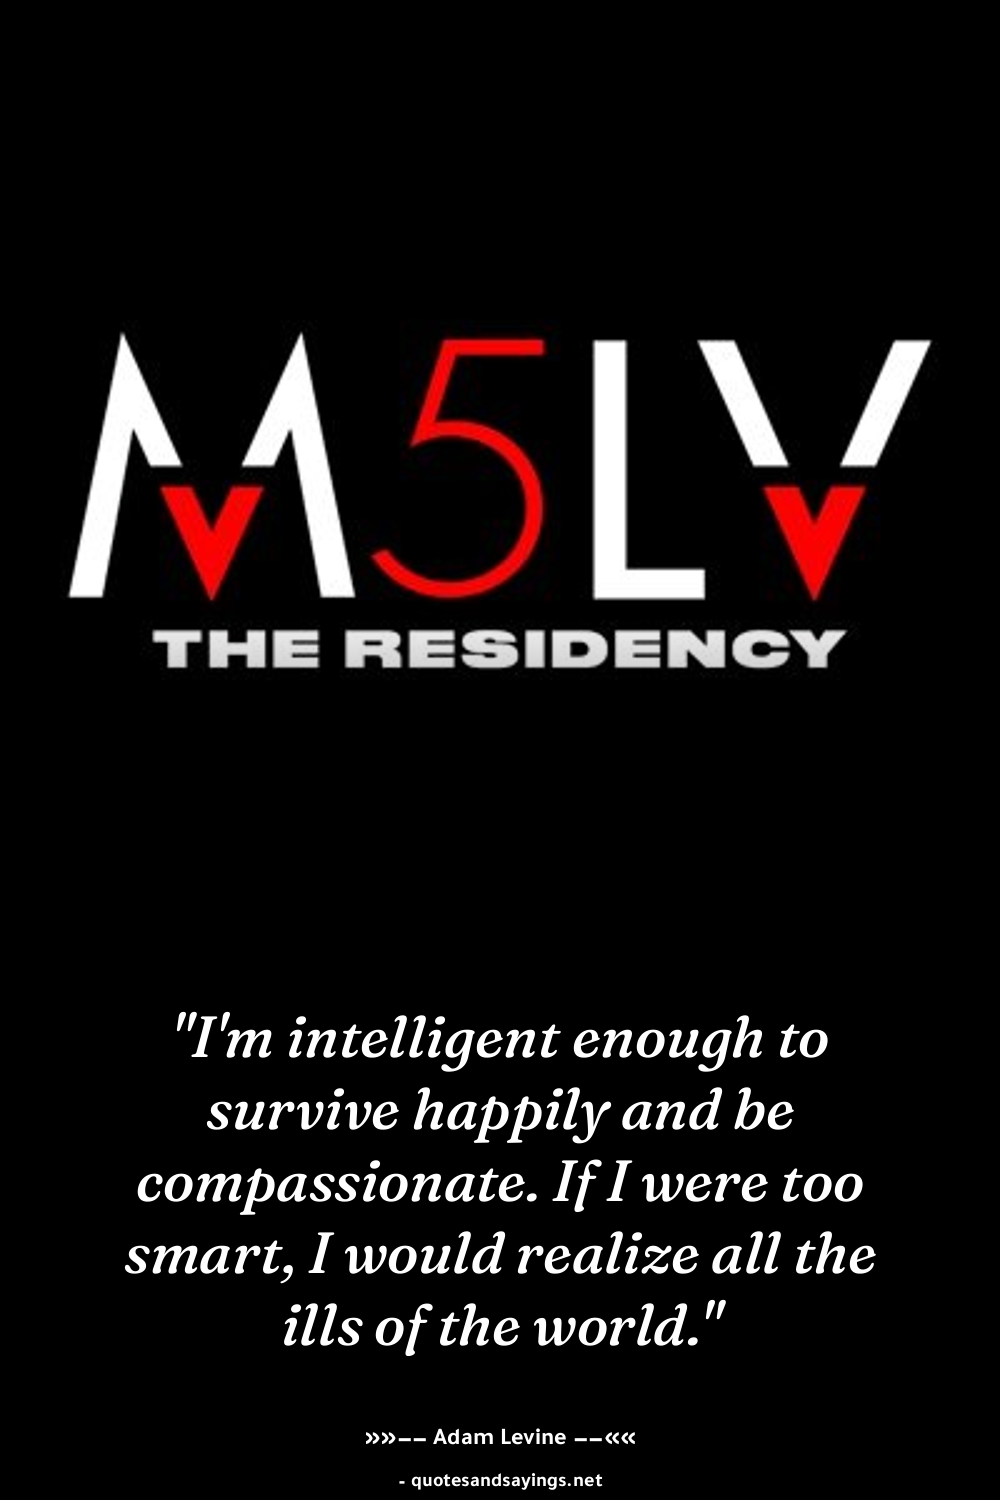 M5LV
THE RESIDENCY
"I'm intelligent enough to
survive happily and be
compassionate. If I were too
smart, I would realize all the
ills of the world."
»»−− Adam Levine −−««
- quotesandsayings.net